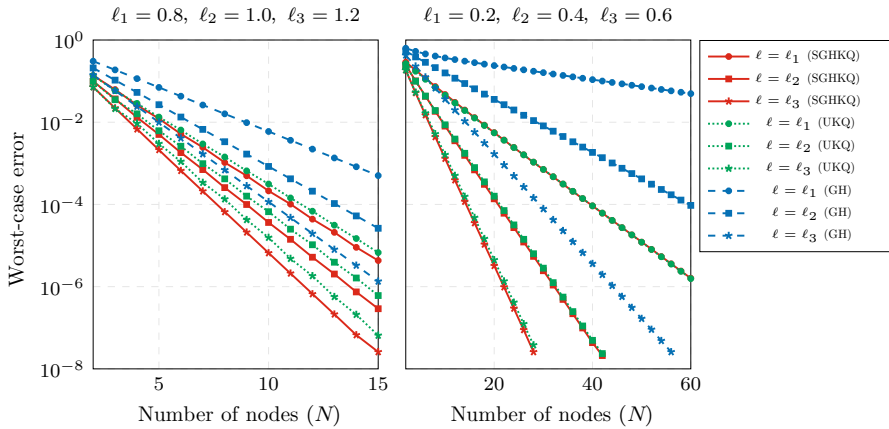 ℓ₁ = 0.8, ℓ₂ = 1.0, ℓ₃ = 1.2
ℓ₁ = 0.2, ℓ₂ = 0.4, ℓ₃ = 0.6
Worst-case error
10⁰
10⁻²
10⁻⁴
10⁻⁶
10⁻⁸
5
10
15
Number of nodes (N)
20
40
60
Number of nodes (N)
ℓ = ℓ₁ (SGHKQ)
ℓ = ℓ₂ (SGHKQ)
ℓ = ℓ₃ (SGHKQ)
ℓ = ℓ₁ (UKQ)
ℓ = ℓ₂ (UKQ)
ℓ = ℓ₃ (UKQ)
ℓ = ℓ₁ (GH)
ℓ = ℓ₂ (GH)
ℓ = ℓ₃ (GH)